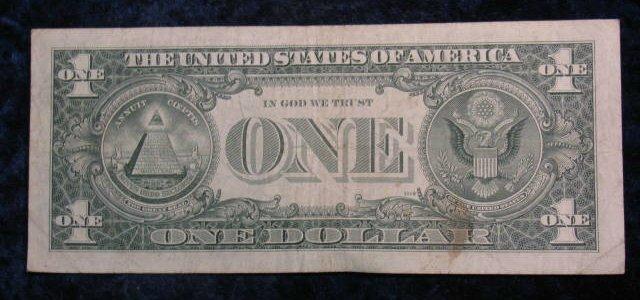 THE UNITED STATES OF AMERICA
1 ONE
1 ONE
IN GOD WE TRUST
ANNUIT CŒPTIS
ONE
1 ONE
1 ONE
ONE DOLLAR